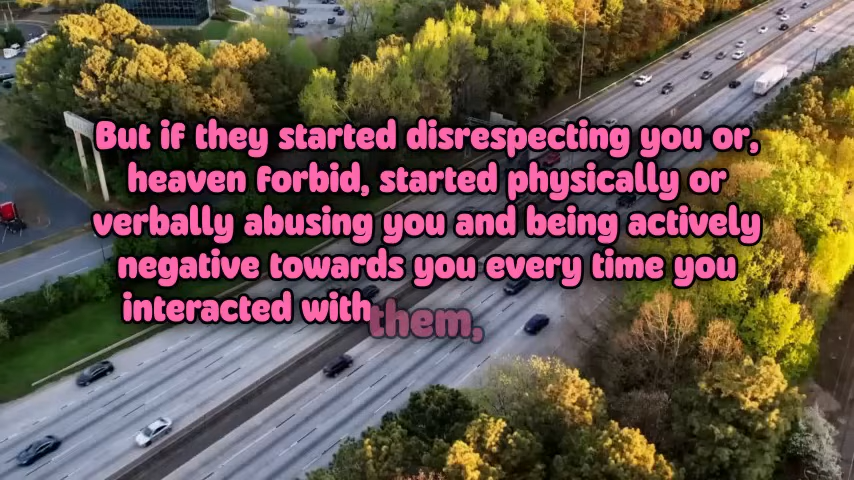 But if they started disrespecting you or,
heaven forbid, started physically or
verbally abusing you and being actively
negative towards you every time you
interacted with them,